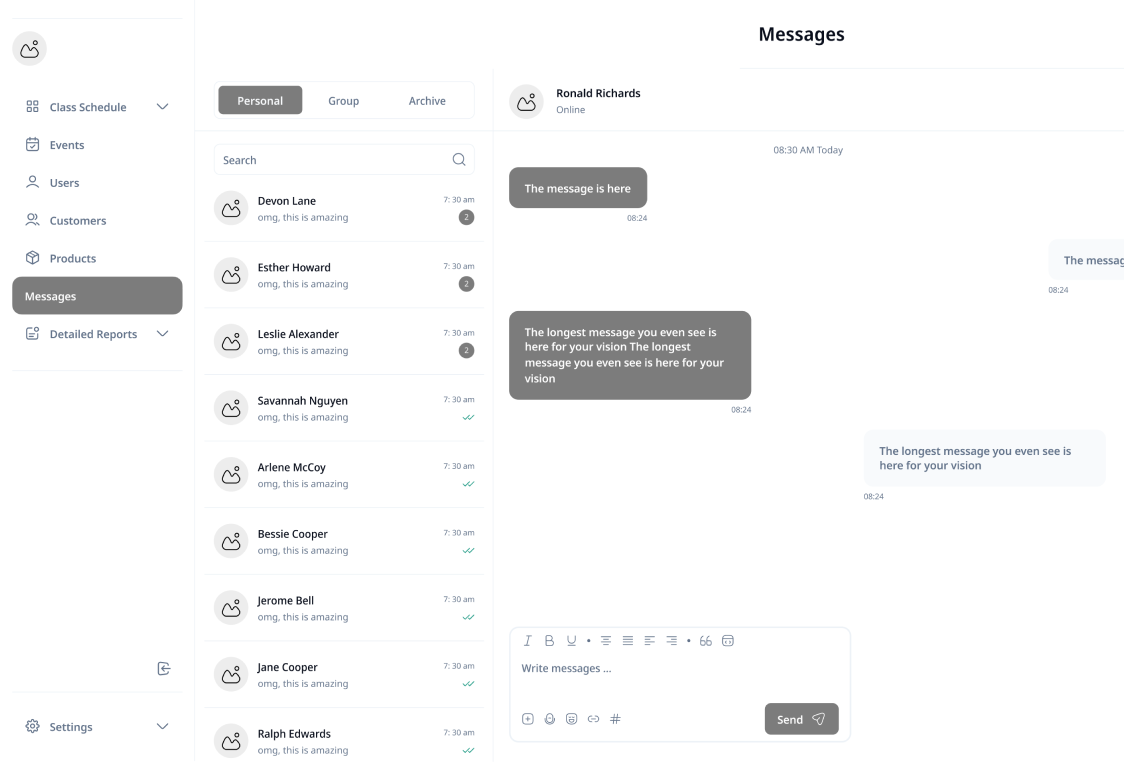 Messages
Class Schedule
Events
Users
Customers
Products
Messages
Detailed Reports
Settings
Personal
Group
Archive
Search
Devon Lane
7: 30 am
omg, this is amazing
2
Esther Howard
7: 30 am
omg, this is amazing
2
Leslie Alexander
7: 30 am
omg, this is amazing
2
Savannah Nguyen
7: 30 am
omg, this is amazing
Arlene McCoy
7: 30 am
omg, this is amazing
Bessie Cooper
7: 30 am
omg, this is amazing
Jerome Bell
7: 30 am
omg, this is amazing
Jane Cooper
7: 30 am
omg, this is amazing
Ralph Edwards
7: 30 am
omg, this is amazing
Ronald Richards
Online
08:30 AM Today
The message is here
08:24
The messag
08:24
The longest message you even see is
here for your vision The longest
message you even see is here for your
vision
08:24
The longest message you even see is
here for your vision
08:24
Write messages ...
Send